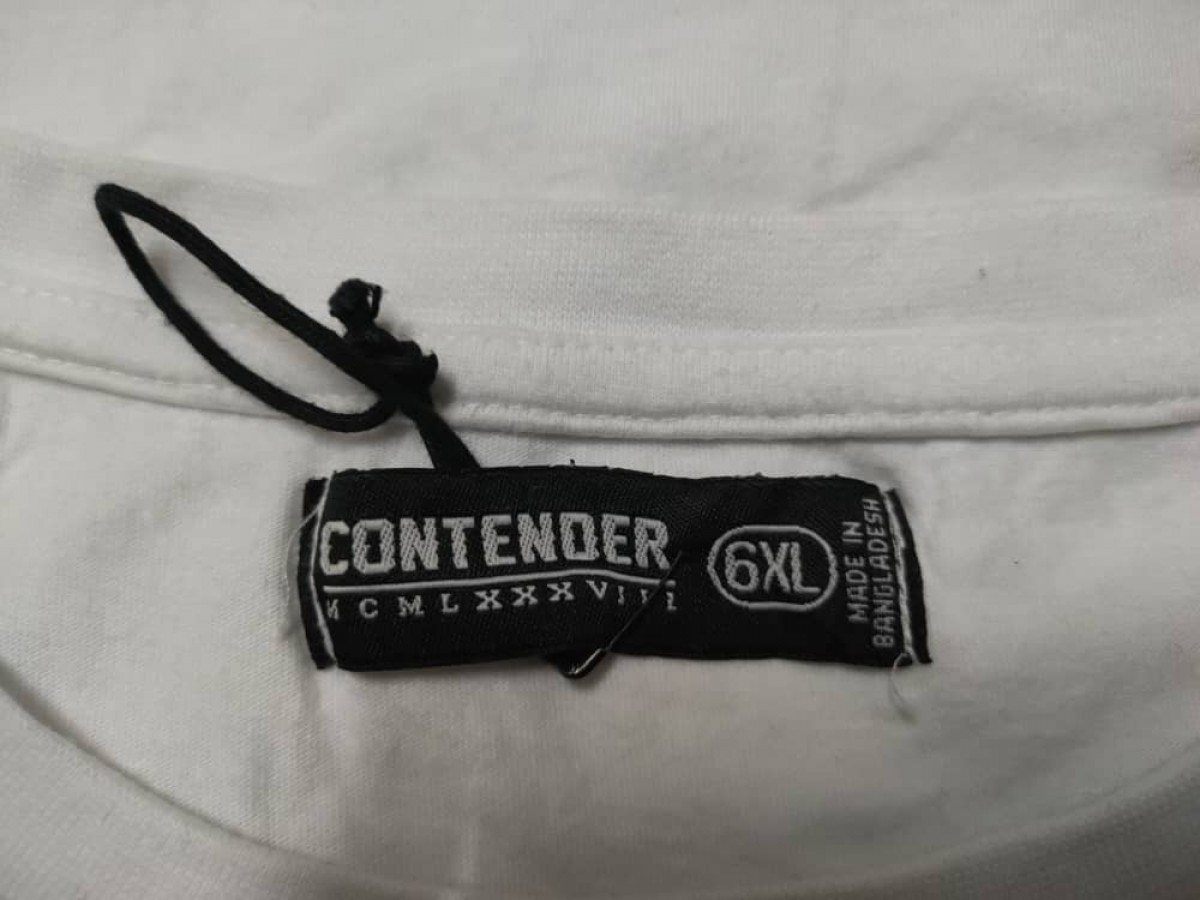 CONTENDER
MCMLXXXVIII
6XL
MADE IN
BANGLADESH